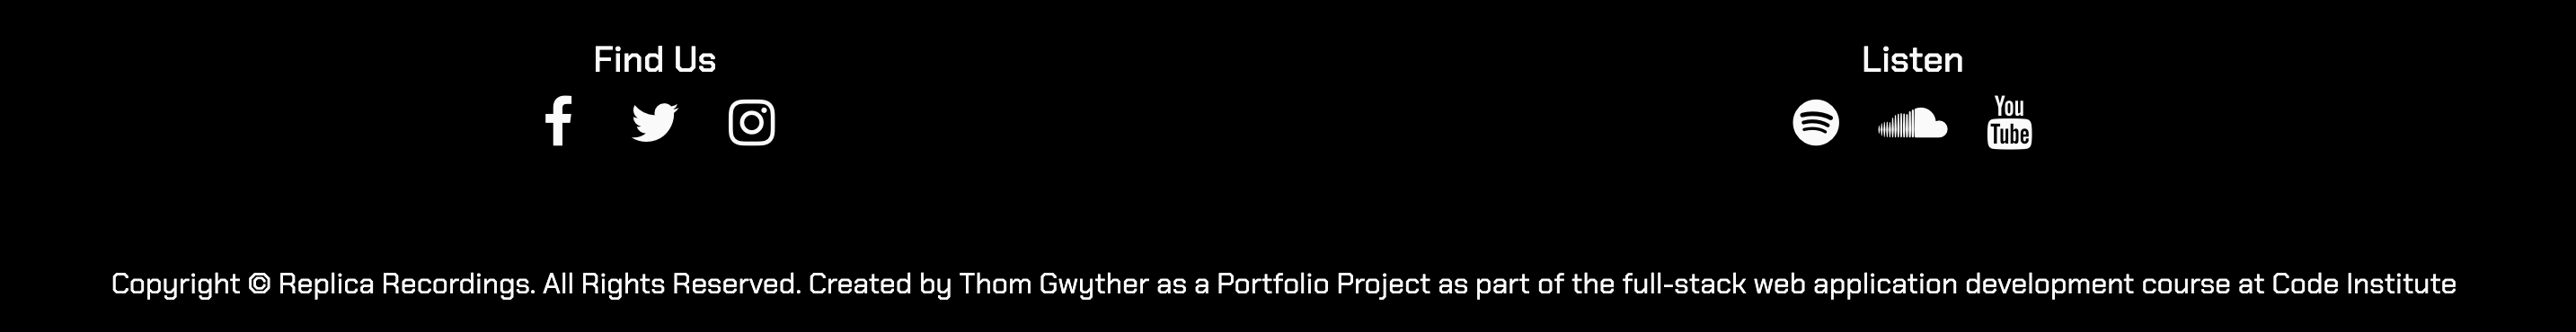 Find Us
Listen
You
Tube
Copyright © Replica Recordings. All Rights Reserved. Created by Thom Gwyther as a Portfolio Project as part of the full-stack web application development course at Code Institute